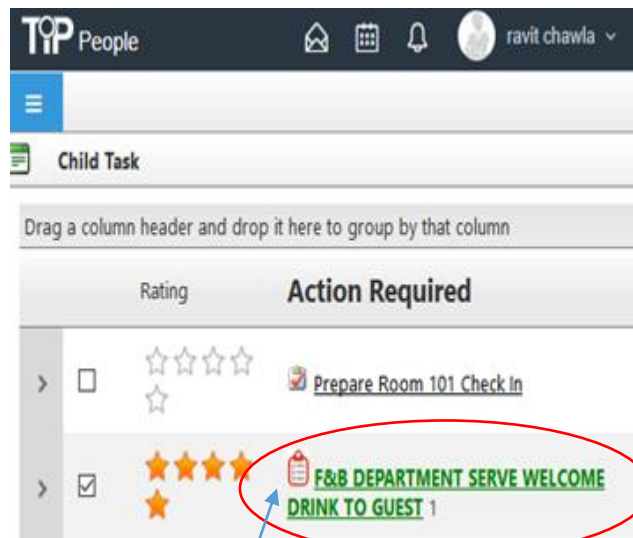 TiP People
ravit chawla
Child Task
Drag a column header and drop it here to group by that column
Rating Action Required
Prepare Room 101 Check In
F&B DEPARTMENT SERVE WELCOME
DRINK TO GUEST 1